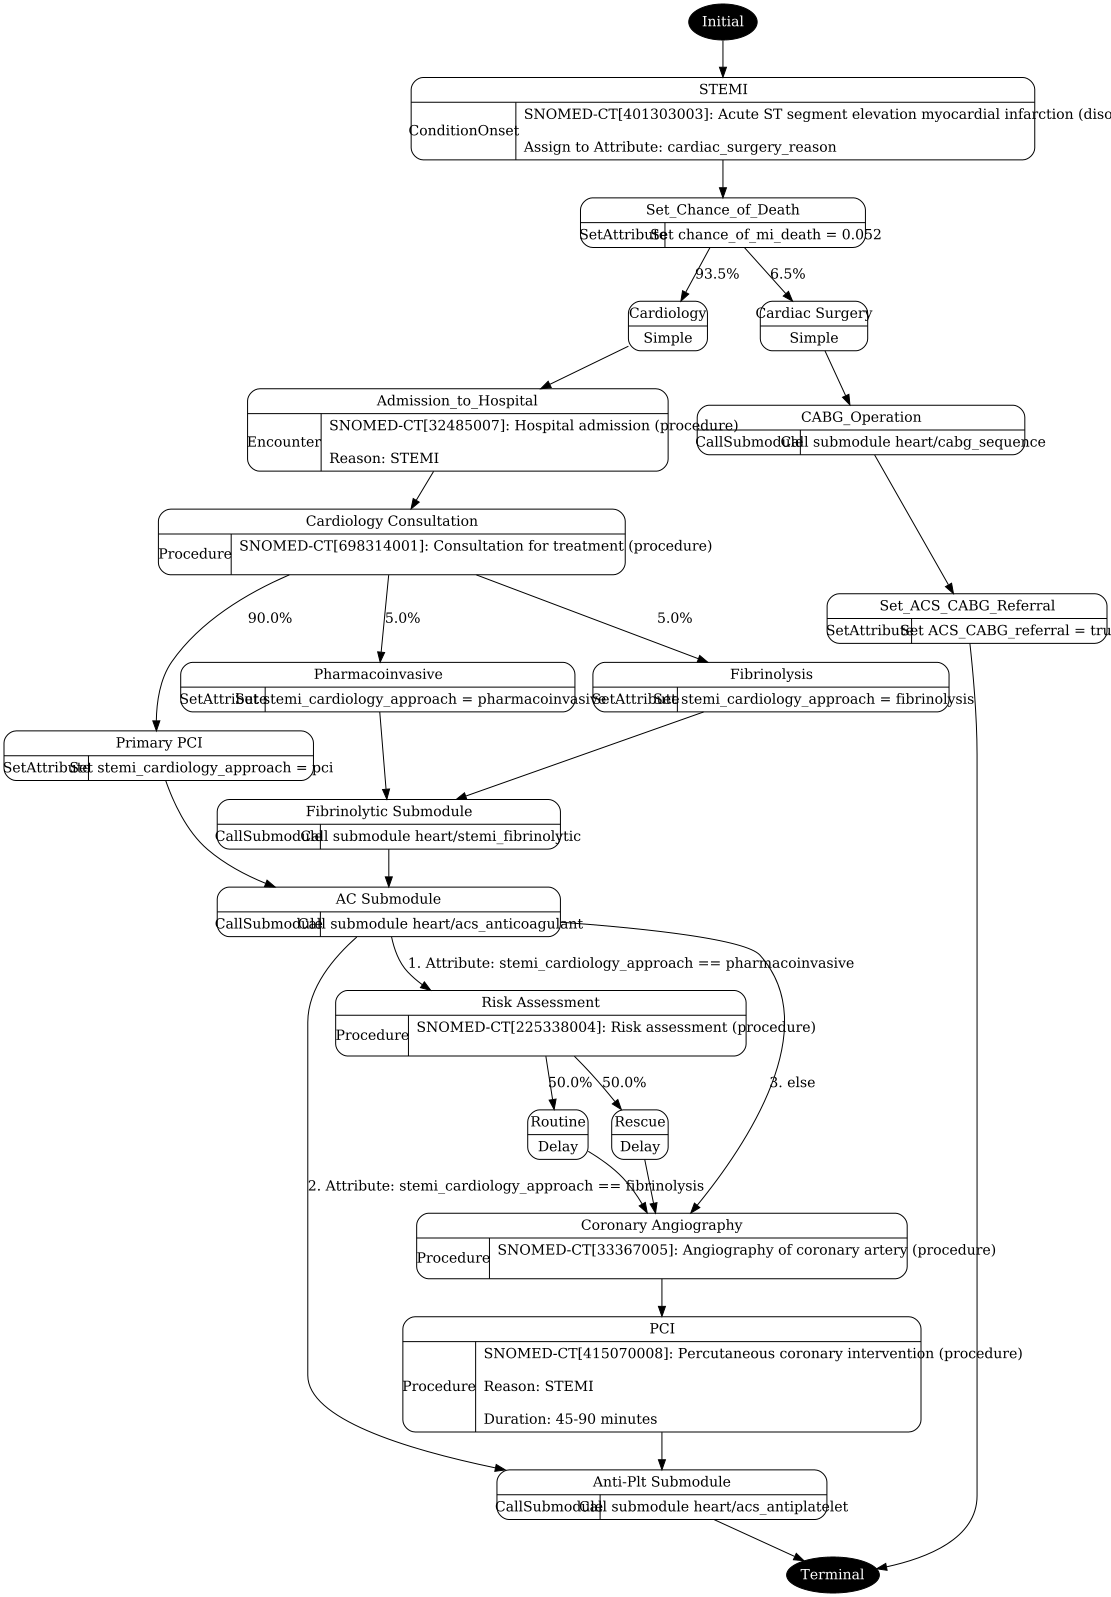 Initial
STEMI
ConditionOnset
SNOMED-CT[401303003]: Acute ST segment elevation myocardial infarction (diso
Assign to Attribute: cardiac_surgery_reason
Set_Chance_of_Death
SetAttribute
Set chance_of_mi_death = 0.052
93.5%
6.5%
Cardiology
Simple
Cardiac Surgery
Simple
Admission_to_Hospital
Encounter
SNOMED-CT[32485007]: Hospital admission (procedure)
Reason: STEMI
CABG_Operation
CallSubmodule
Call submodule heart/cabg_sequence
Cardiology Consultation
Procedure
SNOMED-CT[698314001]: Consultation for treatment (procedure)
90.0%
5.0%
5.0%
Set_ACS_CABG_Referral
SetAttribute
Set ACS_CABG_referral = tru
Pharmacoinvasive
SetAttribute
Set stemi_cardiology_approach = pharmacoinvasive
Fibrinolysis
SetAttribute
Set stemi_cardiology_approach = fibrinolysis
Primary PCI
SetAttribute
Set stemi_cardiology_approach = pci
Fibrinolytic Submodule
CallSubmodule
Call submodule heart/stemi_fibrinolytic
AC Submodule
CallSubmodule
Call submodule heart/acs_anticoagulant
1. Attribute: stemi_cardiology_approach == pharmacoinvasive
Risk Assessment
Procedure
SNOMED-CT[225338004]: Risk assessment (procedure)
50.0%
50.0%
3. else
Routine
Delay
Rescue
Delay
2. Attribute: stemi_cardiology_approach == fibrinolysis
Coronary Angiography
Procedure
SNOMED-CT[33367005]: Angiography of coronary artery (procedure)
PCI
Procedure
SNOMED-CT[415070008]: Percutaneous coronary intervention (procedure)
Reason: STEMI
Duration: 45-90 minutes
Anti-Plt Submodule
CallSubmodule
Call submodule heart/acs_antiplatelet
Terminal